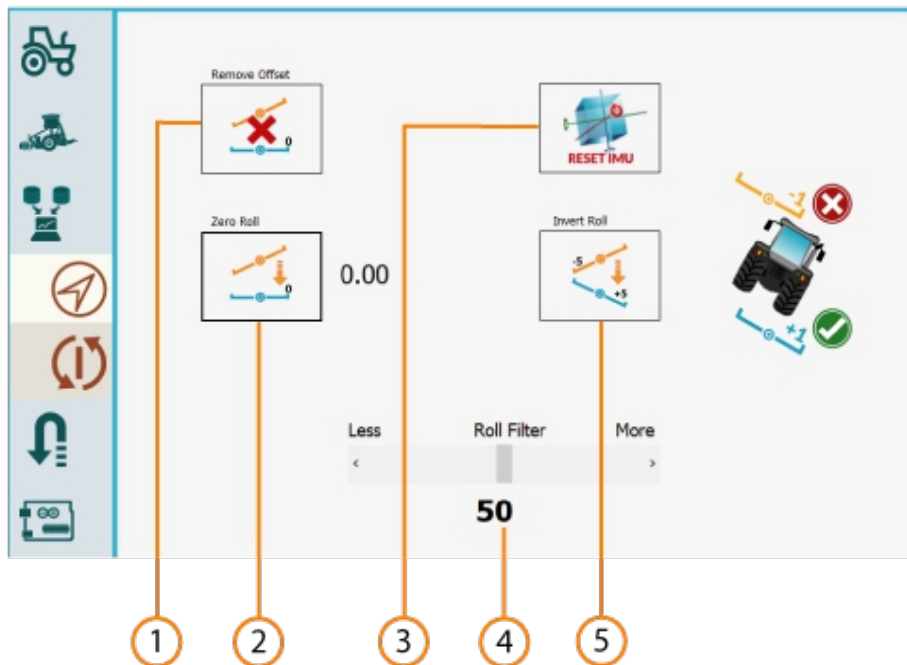 Remove Offset
0
RESET IMU
Zero Roll
0
0.00
Invert Roll
-5
+5
-1
+1
Less Roll Filter More
< >
50
1 2 3 4 5